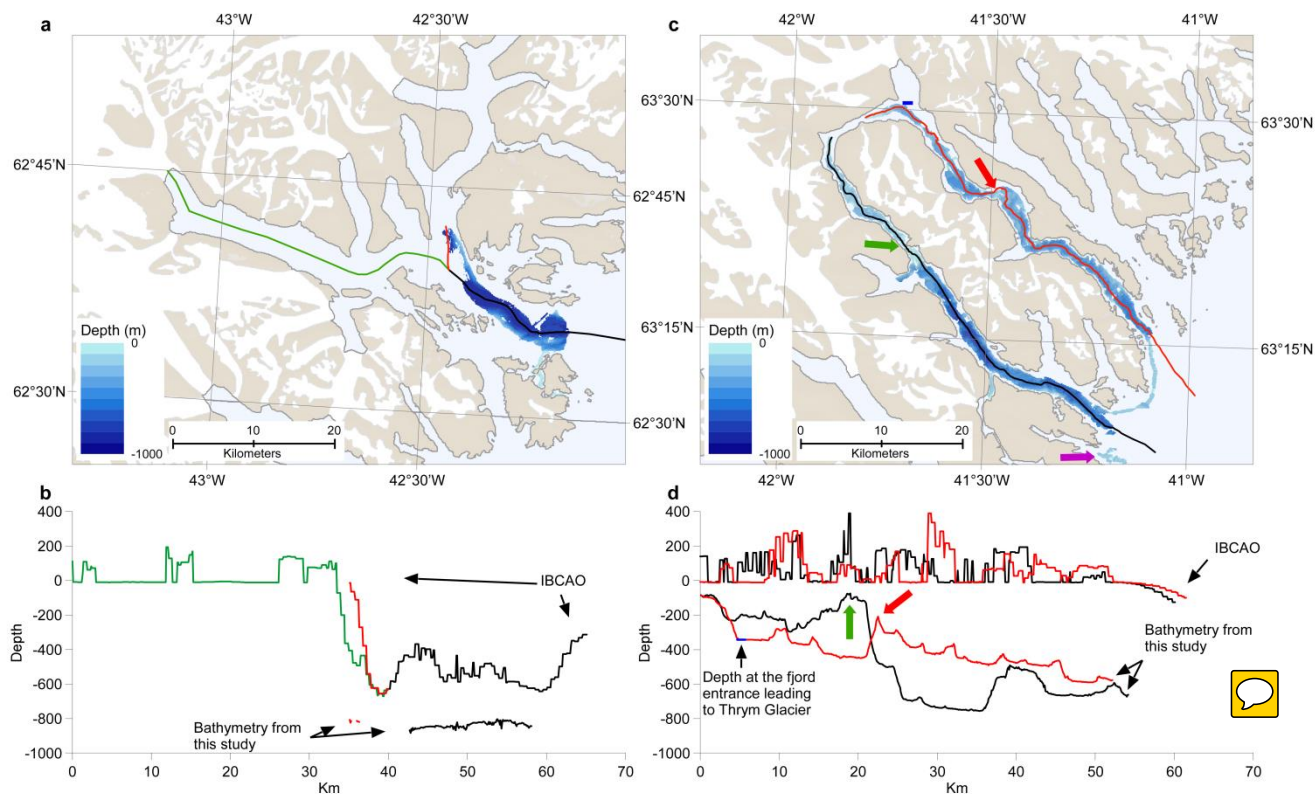 a
43°W
42°30'W
62°45'N
62°45'N
62°30'N
62°30'N
Depth (m)
0
-1000
0
10
20
Kilometers
43°W
42°30'W
c
42°W
41°30'W
41°W
63°30'N
63°30'N
63°15'N
63°15'N
Depth (m)
0
-1000
0
10
20
Kilometers
42°W
41°30'W
41°W
b
400
200
0
-200
-400
-600
-800
-1000
Depth
IBCAO
Bathymetry from
this study
0
10
20
30
40
50
60
70
Km
d
400
200
0
-200
-400
-600
-800
-1000
Depth
IBCAO
Bathymetry from
this study
Depth at the fjord
entrance leading
to Thrym Glacier
0
10
20
30
40
50
60
70
Km